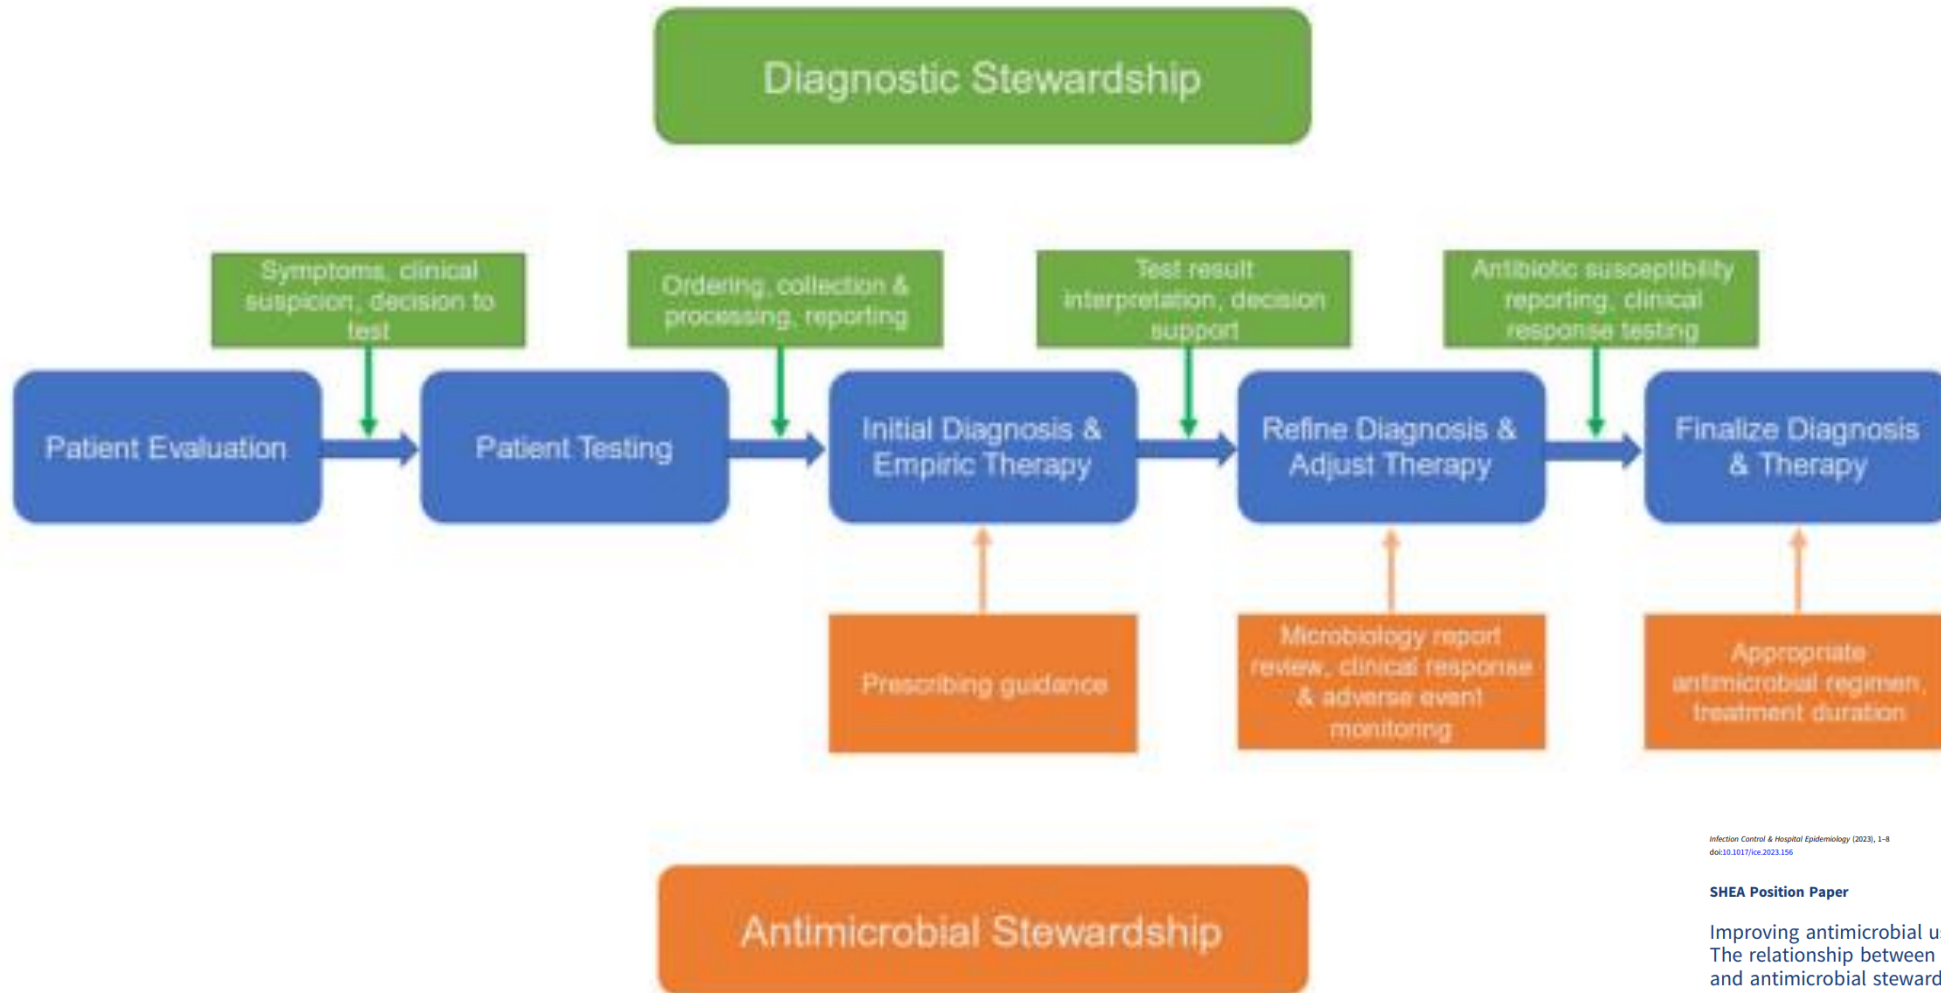 Diagnostic Stewardship
Symptoms, clinical
suspicion, decision to
test
Ordering, collection &
processing, reporting
Test result
interpretation, decision
support
Antibiotic susceptibility
reporting, clinical
response testing
Patient Evaluation
Patient Testing
Initial Diagnosis &
Empiric Therapy
Refine Diagnosis &
Adjust Therapy
Finalize Diagnosis
& Therapy
Prescribing guidance
Microbiology report
review, clinical response
& adverse event
monitoring
Appropriate
antimicrobial regimen,
treatment duration
Antimicrobial Stewardship
Infection Control & Hospital Epidemiology (2023), 1–8
doi:10.1017/ice.2023.156
SHEA Position Paper
Improving antimicrobial u
The relationship between
and antimicrobial steward